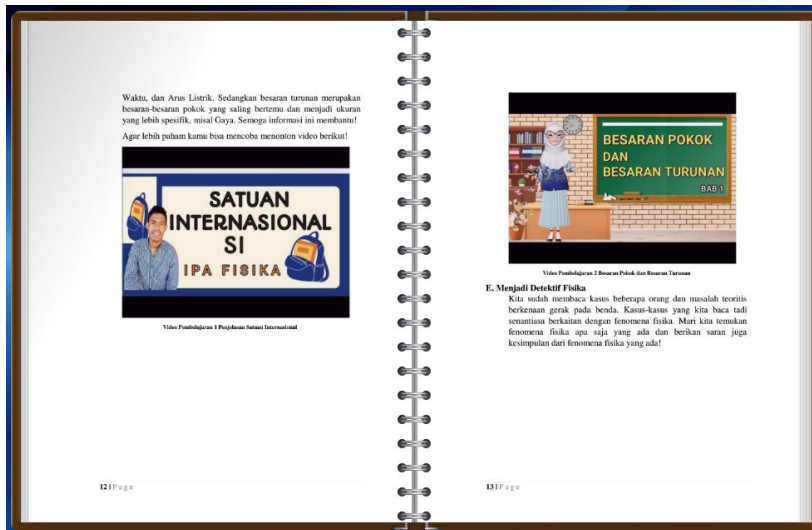 Waktu, dan Arus Listrik. Sedangkan besaran turunan merupakan
besaran-besaran pokok yang saling bertemu dan menjadi ukuran
yang lebih spesifik, misal Gaya. Semoga informasi ini membantu!
Agar lebih paham kamu bisa mencoba menonton video berikut!
SATUAN
INTERNASIONAL
SI
IPA FISIKA
Video Pembelajaran 1 Penjelasan Satuan Internasional
12 | P a g e
BESARAN POKOK
DAN
BESARAN TURUNAN
BAB 1
Video Pembelajaran 2 Besaran Pokok dan Besaran Turunan
E. Menjadi Detektif Fisika
Kita sudah membaca kasus beberapa orang dan masalah teoritis
berkenaan gerak pada benda. Kasus-kasus yang kita baca tadi
senantiasa berkaitan dengan fenomena fisika. Mari kita temukan
fenomena fisika apa saja yang ada dan berikan saran juga
kesimpulan dari fenomena fisika yang ada!
13 | P a g e